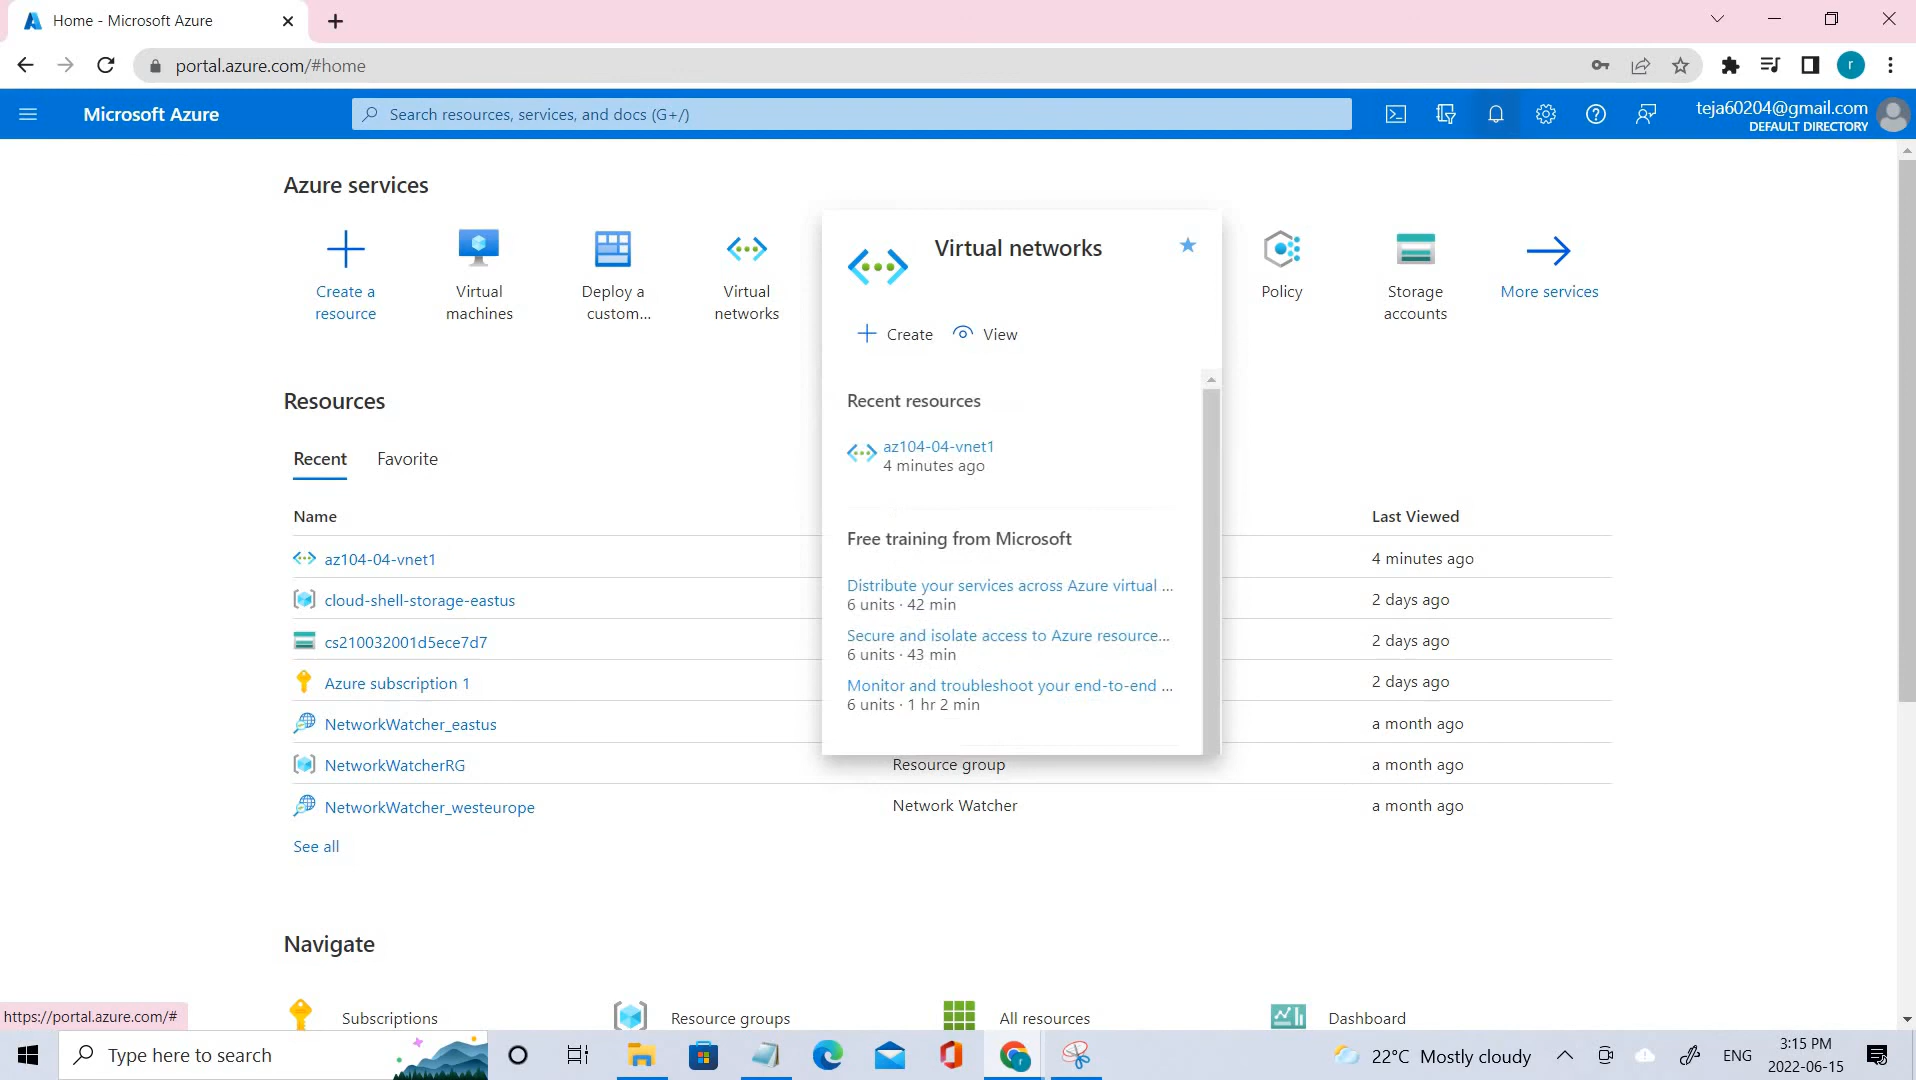 Home - Microsoft Azure
portal.azure.com/#home
r
Microsoft Azure
Search resources, services, and docs (G+/)
teja60204@gmail.com
DEFAULT DIRECTORY
Azure services
Create a
resource
Virtual
machines
Deploy a
custom...
Virtual
networks
Policy
Storage
accounts
More services
Virtual networks
Create
View
Recent resources
az104-04-vnet1
4 minutes ago
Free training from Microsoft
Distribute your services across Azure virtual ...
6 units · 42 min
Secure and isolate access to Azure resource...
6 units · 43 min
Monitor and troubleshoot your end-to-end ...
6 units · 1 hr 2 min
Resources
Recent
Favorite
Name
Last Viewed
az104-04-vnet1
4 minutes ago
cloud-shell-storage-eastus
2 days ago
cs210032001d5ece7d7
2 days ago
Azure subscription 1
2 days ago
NetworkWatcher_eastus
a month ago
NetworkWatcherRG
Resource group
a month ago
NetworkWatcher_westeurope
Network Watcher
a month ago
See all
Navigate
Subscriptions
Resource groups
All resources
Dashboard
https://portal.azure.com/#
Type here to search
r
22°C Mostly cloudy
ENG
3:15 PM
2022-06-15